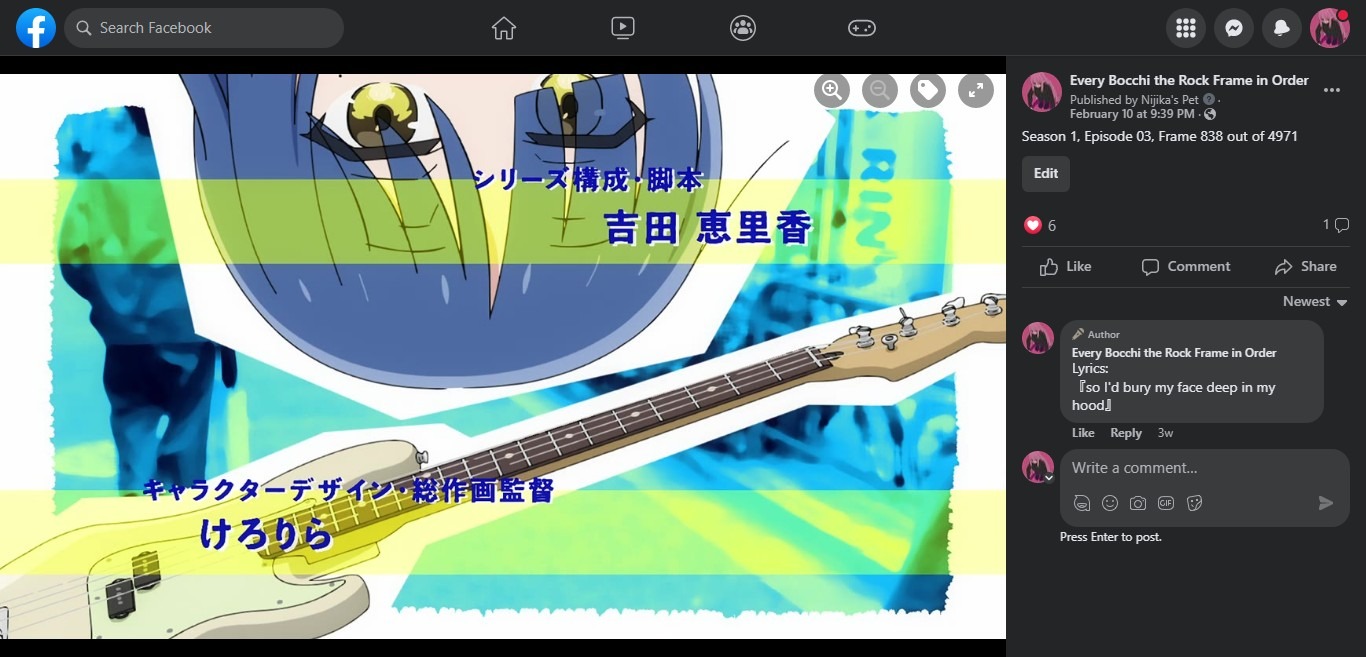 Search Facebook
シリーズ構成・脚本
吉田 恵里香
キャラクターデザイン・総作画監督
けろりら
Every Bocchi the Rock Frame in Order
Published by Nijika's Pet ·
February 10 at 9:39 PM ·
Season 1, Episode 03, Frame 838 out of 4971
Edit
6
1
Like
Comment
Share
Newest
Author
Every Bocchi the Rock Frame in Order
Lyrics:
『so I'd bury my face deep in my
hood』
Like Reply 3w
Write a comment...
GIF
Press Enter to post.